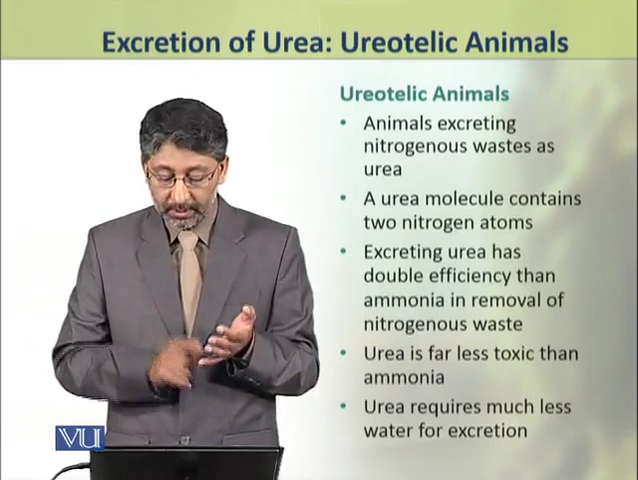 Excretion of Urea: Ureotelic Animals
Ureotelic Animals
• Animals excreting
nitrogenous wastes as
urea
• A urea molecule contains
two nitrogen atoms
• Excreting urea has
double efficiency than
ammonia in removal of
nitrogenous waste
• Urea is far less toxic than
ammonia
• Urea requires much less
water for excretion
VU